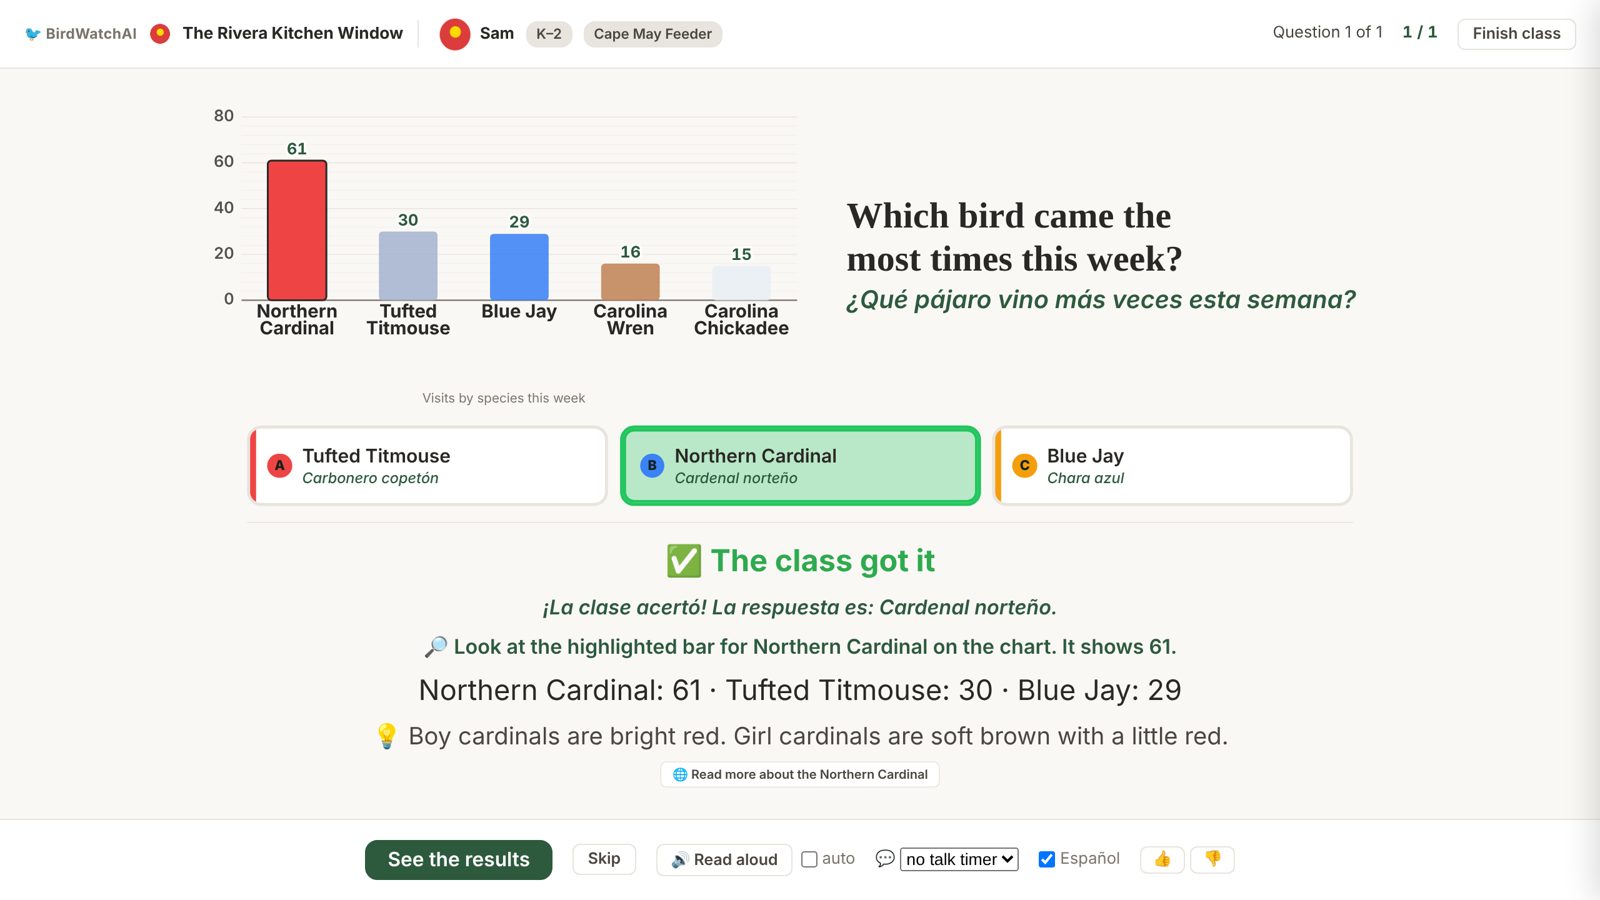 🐦 BirdWatchAI The Rivera Kitchen Window Sam K–2 Cape May Feeder Question 1 of 1 1 / 1 Finish class
80
60
40
20
0
61
30
29
16
15
Northern Cardinal
Tufted Titmouse
Blue Jay
Carolina Wren
Carolina Chickadee
Visits by species this week
Which bird came the
most times this week?
¿Qué pájaro vino más veces esta semana?
A Tufted Titmouse
Carbonero copetón
B Northern Cardinal
Cardenal norteño
C Blue Jay
Chara azul
✅ The class got it
¡La clase acertó! La respuesta es: Cardenal norteño.
🔎 Look at the highlighted bar for Northern Cardinal on the chart. It shows 61.
Northern Cardinal: 61 · Tufted Titmouse: 30 · Blue Jay: 29
💡 Boy cardinals are bright red. Girl cardinals are soft brown with a little red.
🌐 Read more about the Northern Cardinal
See the results Skip 🔊 Read aloud auto 💬 no talk timer Español 👍 👎